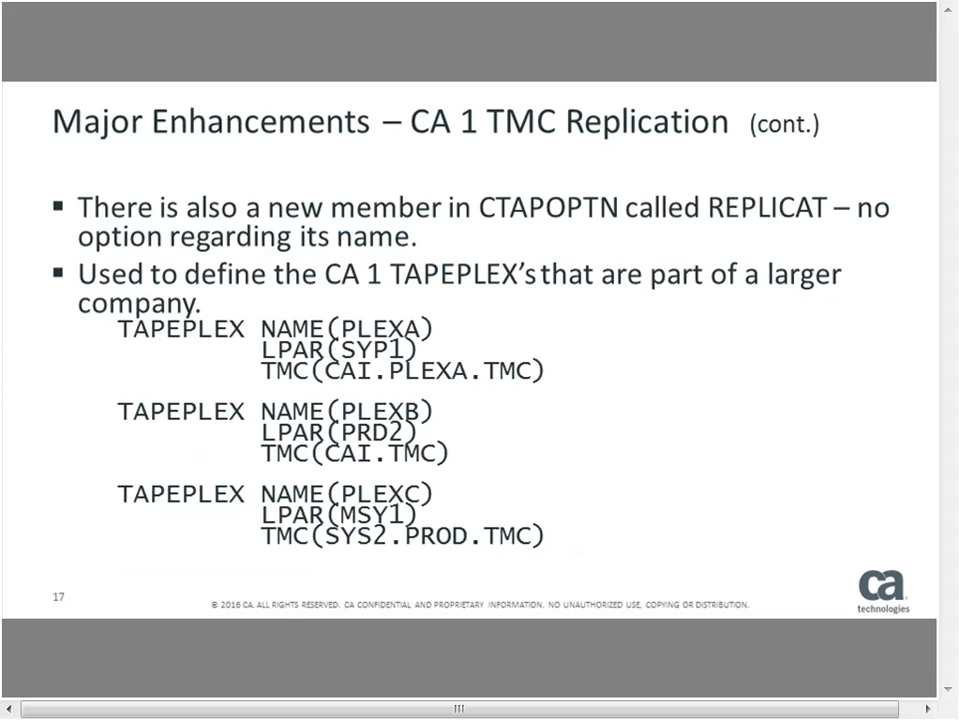 Major Enhancements – CA 1 TMC Replication (cont.)
▪ There is also a new member in CTAPOPTN called REPLICAT – no
option regarding its name.
▪ Used to define the CA 1 TAPEPLEX’s that are part of a larger
company.
TAPEPLEX NAME(PLEXA)
LPAR(SYP1)
TMC(CAI.PLEXA.TMC)
TAPEPLEX NAME(PLEXB)
LPAR(PRD2)
TMC(CAI.TMC)
TAPEPLEX NAME(PLEXC)
LPAR(MSY1)
TMC(SYS2.PROD.TMC)
17
© 2016 CA. ALL RIGHTS RESERVED. CA CONFIDENTIAL AND PROPRIETARY INFORMATION. NO UNAUTHORIZED USE, COPYING OR DISTRIBUTION.
ca
technologies